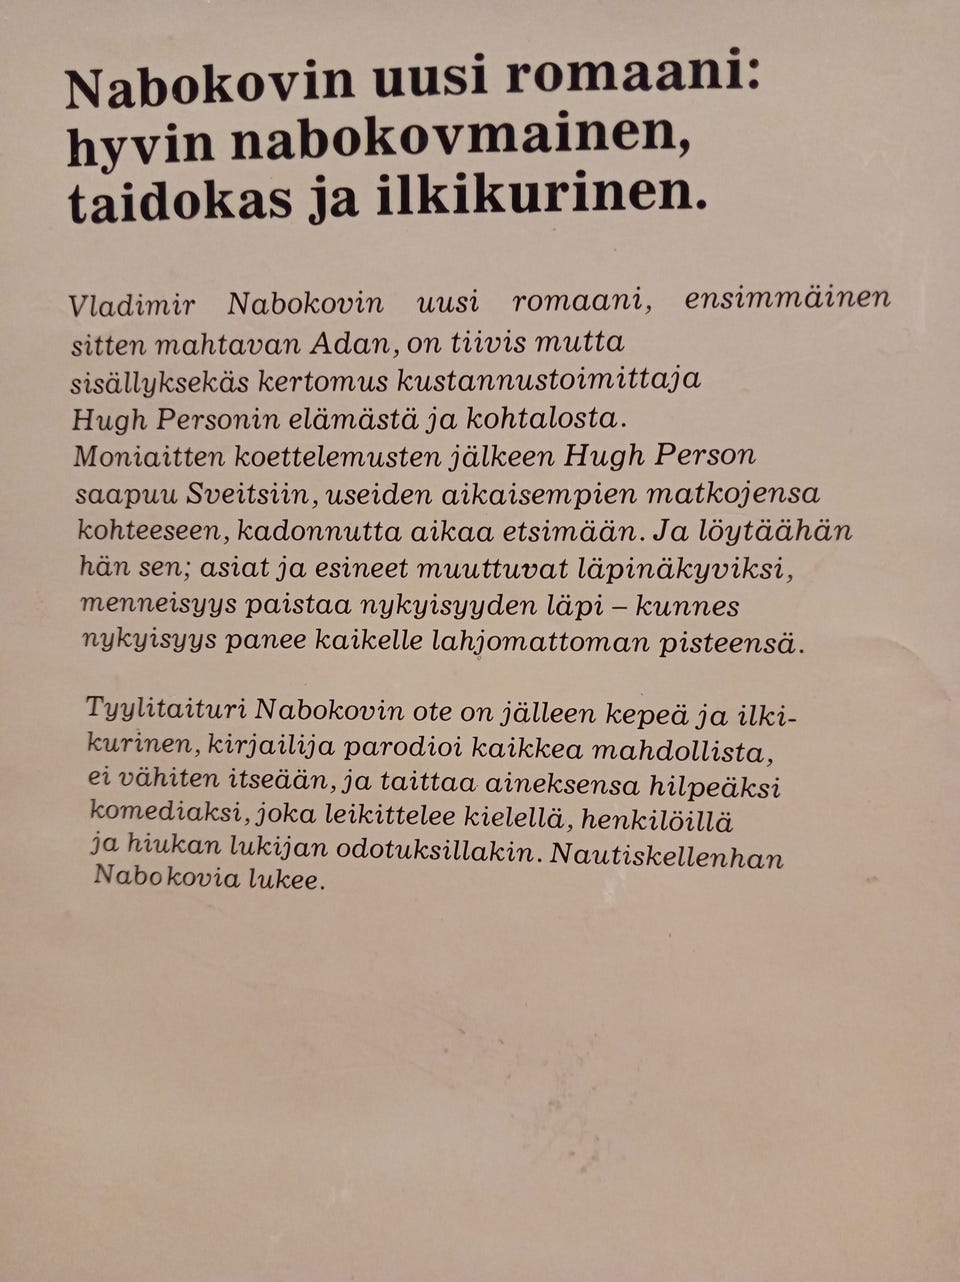 Nabokovin uusi romaani:
hyvin nabokovmainen,
taidokas ja ilkikurinen.
Vladimir Nabokovin uusi romaani, ensimmäinen
sitten mahtavan Adan, on tiivis mutta
sisällyksekäs kertomus kustannustoimittaja
Hugh Personin elämästä ja kohtalosta.
Moniaitten koettelemusten jälkeen Hugh Person
saapuu Sveitsiin, useiden aikaisempien matkojensa
kohteeseen, kadonnutta aikaa etsimään. Ja löytäähän
hän sen; asiat ja esineet muuttuvat läpinäkyviksi,
menneisyys paistaa nykyisyyden läpi – kunnes
nykyisyys panee kaikelle lahjomattoman pisteensä.
Tyylitaituri Nabokovin ote on jälleen kepeä ja ilki-
kurinen, kirjailija parodioi kaikkea mahdollista,
ei vähiten itseään, ja taittaa aineksensa hilpeäksi
komediaksi, joka leikittelee kielellä, henkilöillä
ja hiukan lukijan odotuksillakin. Nautiskellenhan
Nabokovia lukee.